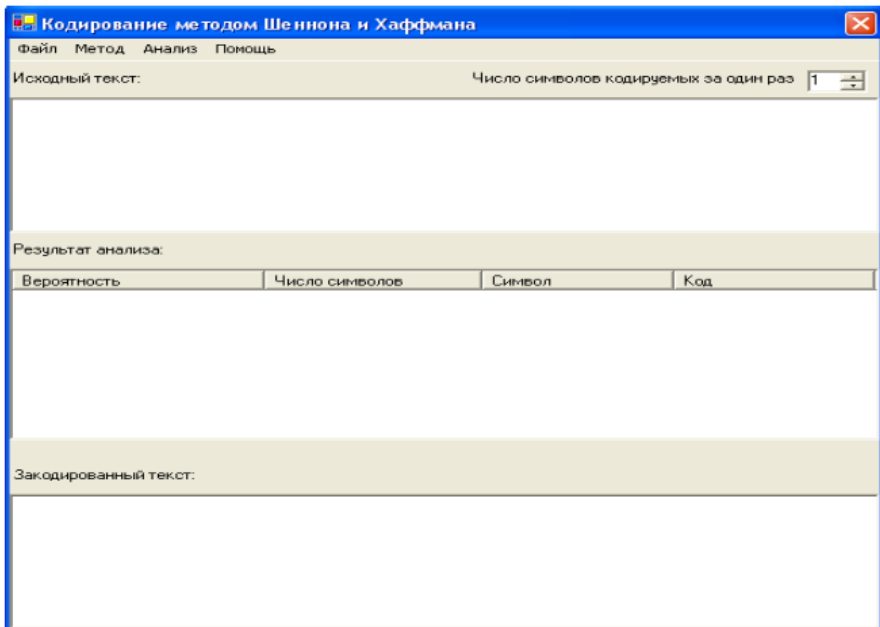 Кодирование методом Шеннона и Хаффмана
Файл Метод Анализ Помощь
Исходный текст: Число символов кодируемых за один раз 1
Результат анализа:
Вероятность Число символов Символ Код
Закодированный текст: